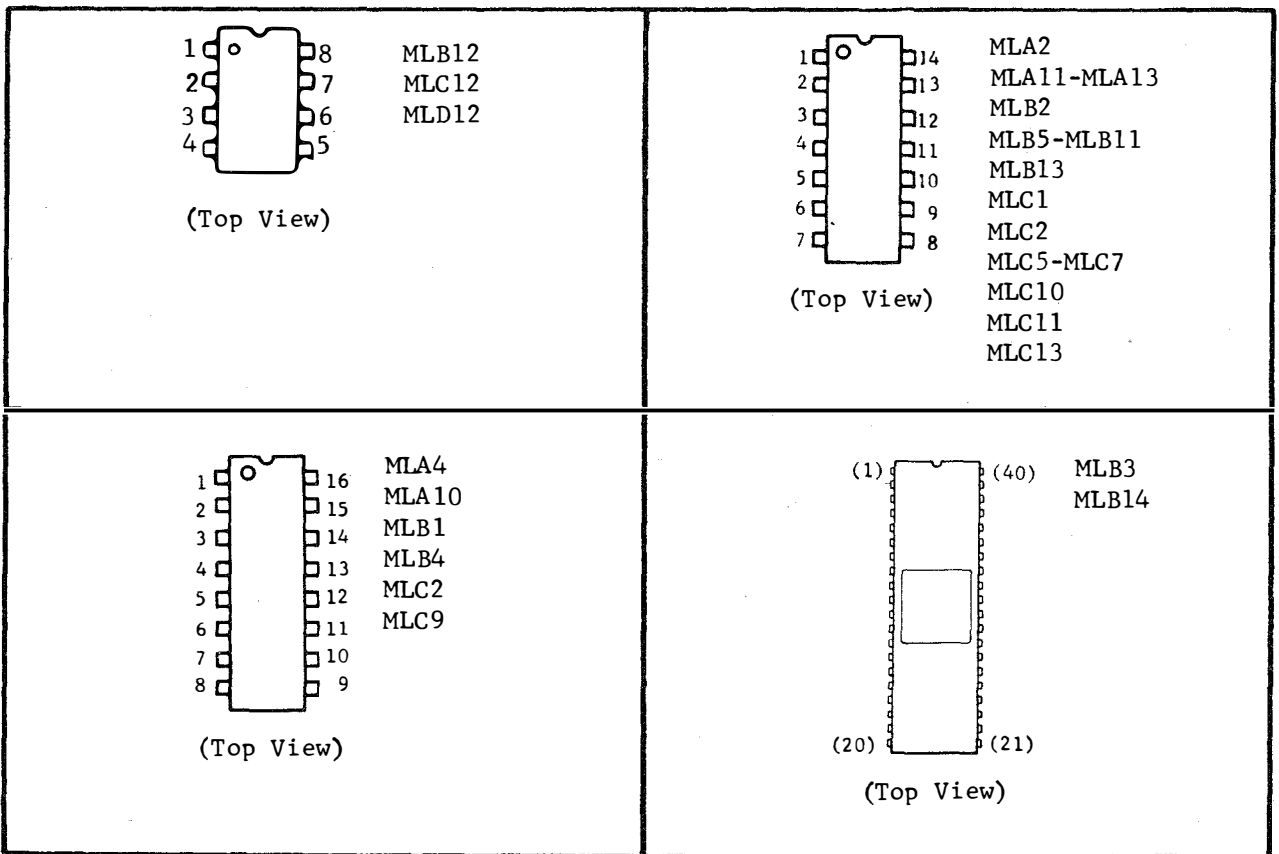 1 8 MLB12
2 7 MLC12
3 6 MLD12
4 5
(Top View)
1 14 MLA2
2 13 MLA11-MLA13
3 12 MLB2
4 11 MLB5-MLB11
5 10 MLB13
6 9 MLC1
7 8 MLC2
MLC5-MLC7
(Top View) MLC10
MLC11
MLC13
1 16 MLA4
2 15 MLA10
3 14 MLB1
4 13 MLB4
5 12 MLC2
6 11 MLC9
7 10
8 9
(Top View)
(1) (40) MLB3
MLB14
(20) (21)
(Top View)